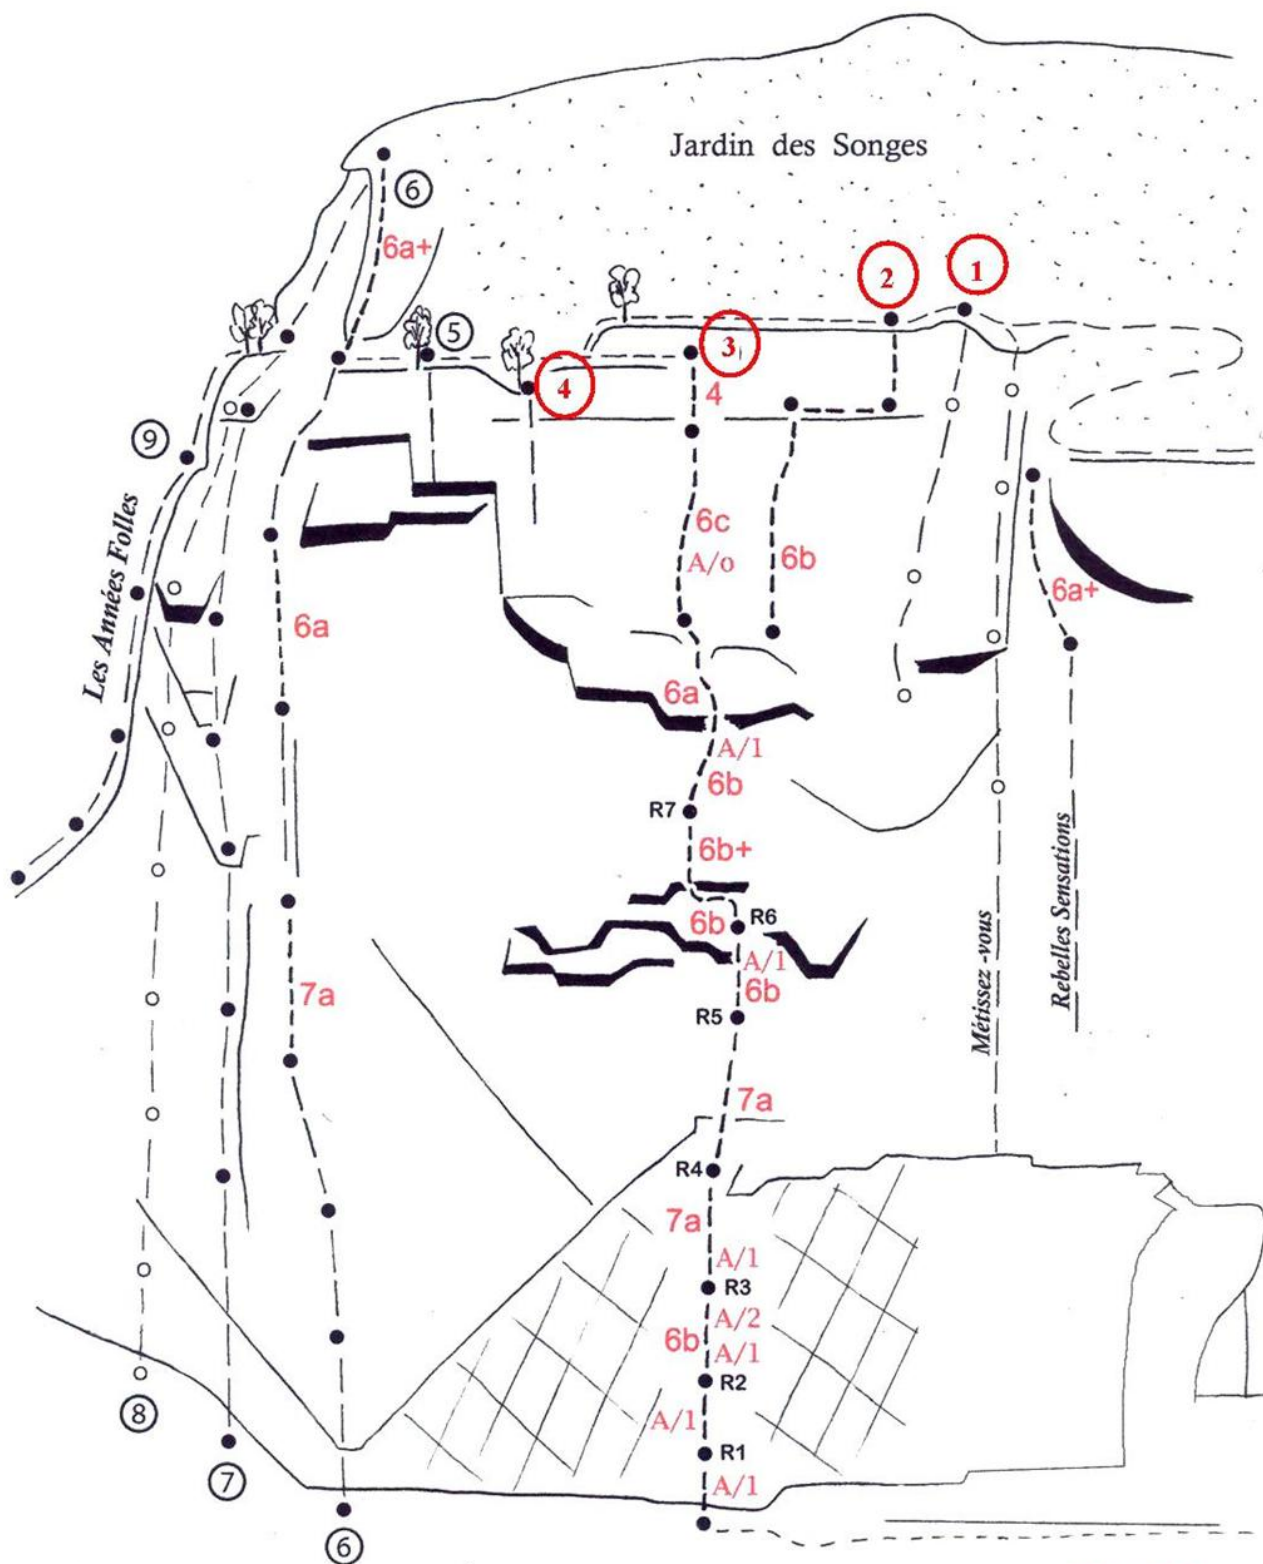 Jardin des Songes
6
6a+
1
2
5
3
4
4
9
Les Années Folles
6c
A/o
6b
6a+
6a
6a
A/1
6b
R7
6b+
6b
R6
A/1
6b
R5
7a
Métissez-vous
Rebelles Sensations
7a
R4
7a
A/1
R3
A/2
6b
A/1
R2
A/1
8
R1
7
A/1
6